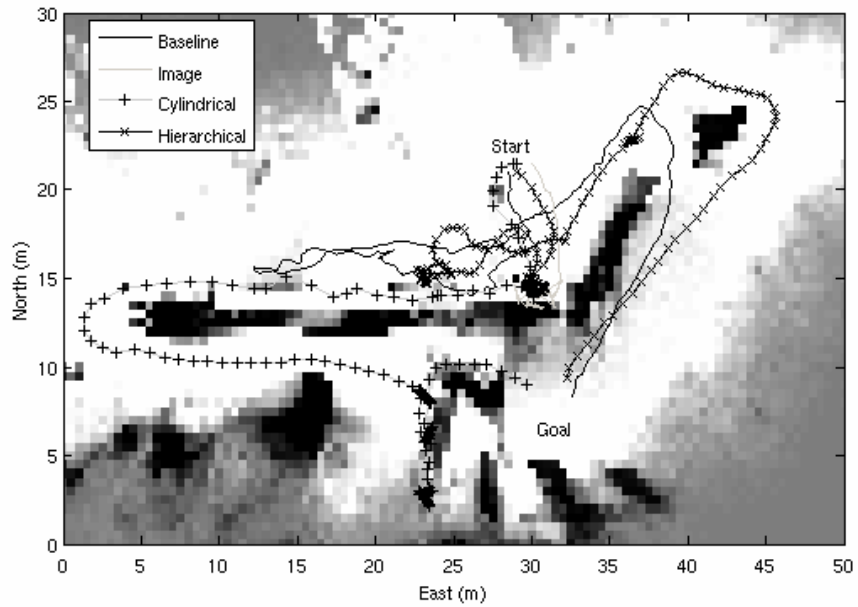 30
25
20
15
10
5
0
North (m)
Baseline
Image
Cylindrical
Hierarchical
Start
Goal
0 5 10 15 20 25 30 35 40 45 50
East (m)